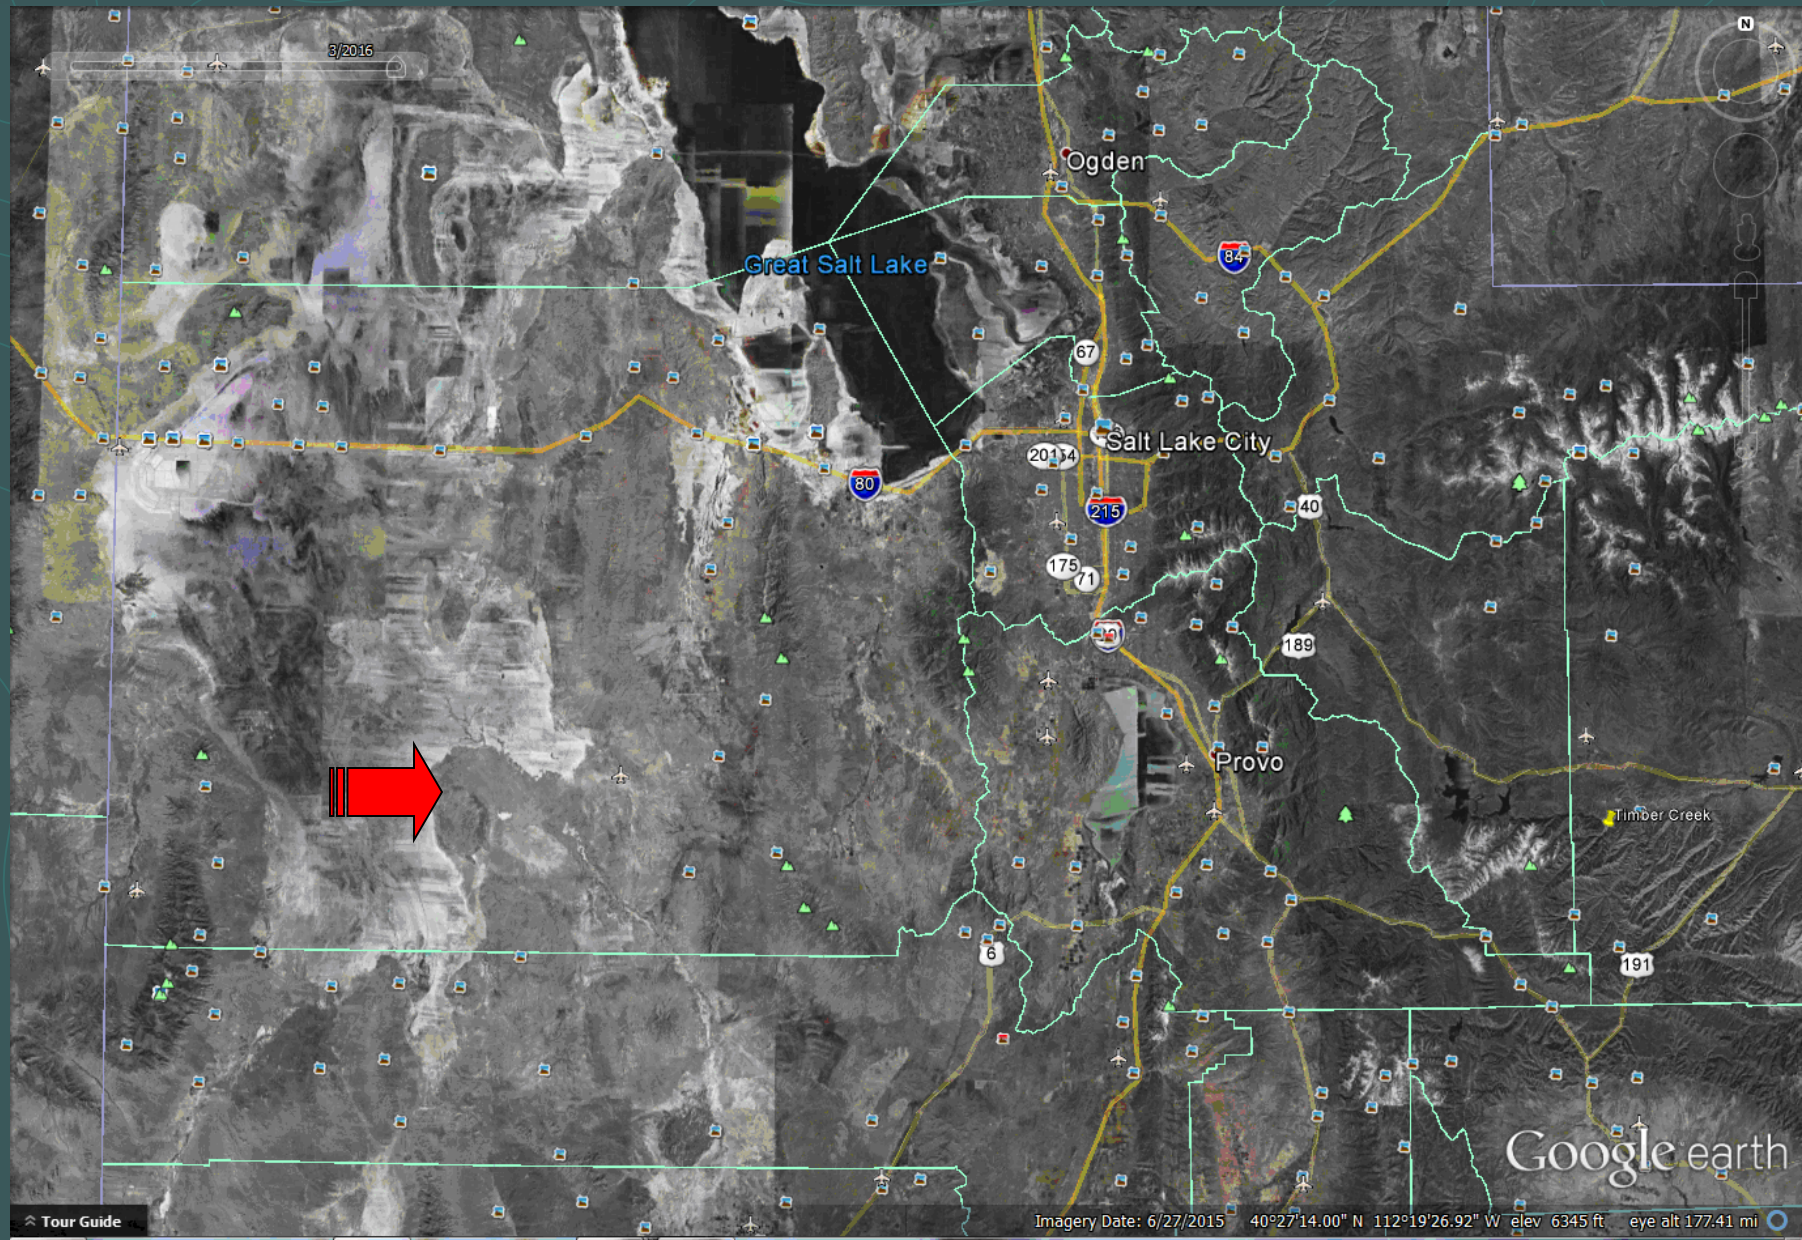 3/2016
N
Ogden
84
Great Salt Lake
67
Salt Lake City
201
80
215
40
175
71
189
Provo
Timber Creek
6
191
Google earth
Tour Guide
Imagery Date: 6/27/2015 40°27'14.00" N 112°19'26.92" W elev 6345 ft eye alt 177.41 mi